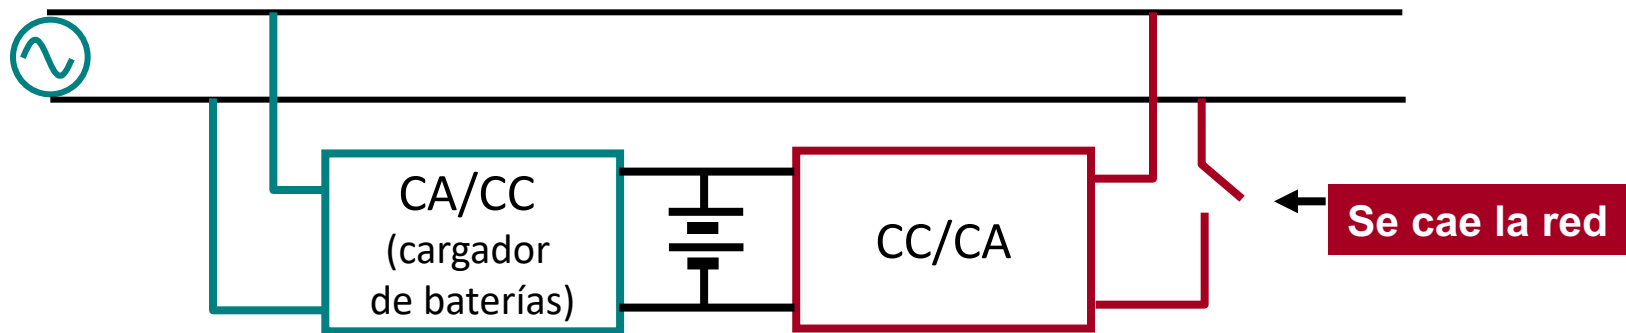 CA/CC
(cargador
de baterías)
CC/CA
Se cae la red